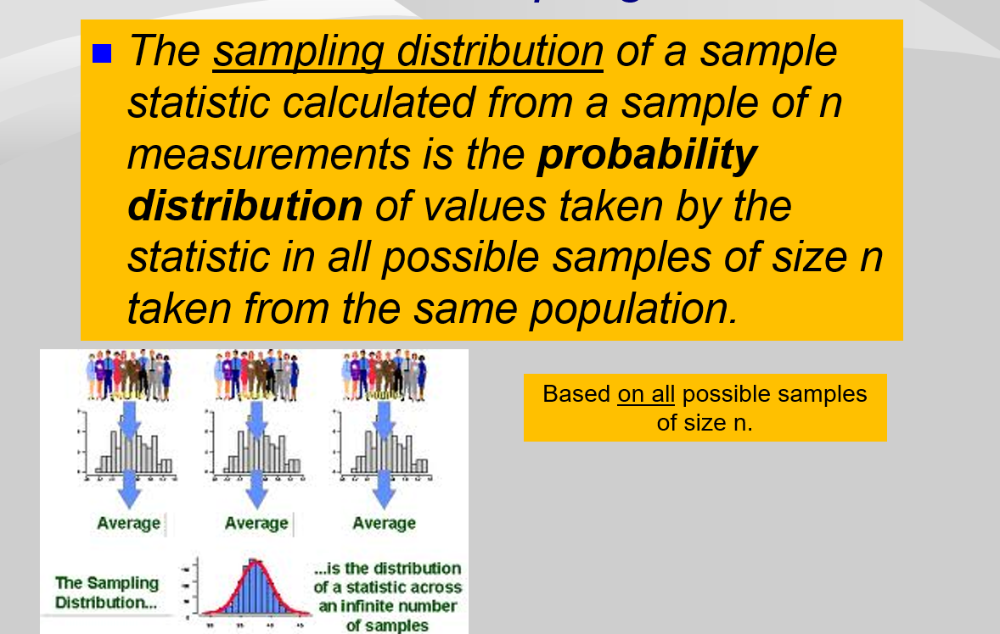 The sampling distribution of a sample
statistic calculated from a sample of n
measurements is the probability
distribution of values taken by the
statistic in all possible samples of size n
taken from the same population.
Based on all possible samples
of size n.
Average
Average
Average
The Sampling
Distribution...
...is the distribution
of a statistic across
an infinite number
of samples